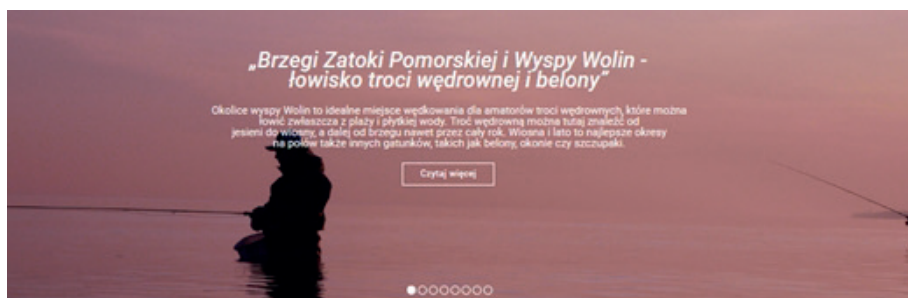 „Brzegi Zatoki Pomorskiej i Wyspy Wolin -
łowisko troci wędrownej i belony”
Okolice wyspy Wolin to idealne miejsce wędkowania dla amatorów troci wędrownych, które można
łowić zwłaszcza z plaży i płytkiej wody. Troć wędrowną można tutaj znaleźć od
jesieni do wiosny, a dalej od brzegu nawet przez cały rok. Wiosna i lato to najlepsze okresy
na połów także innych gatunków, takich jak belony, okonie czy szczupaki.
Czytaj więcej